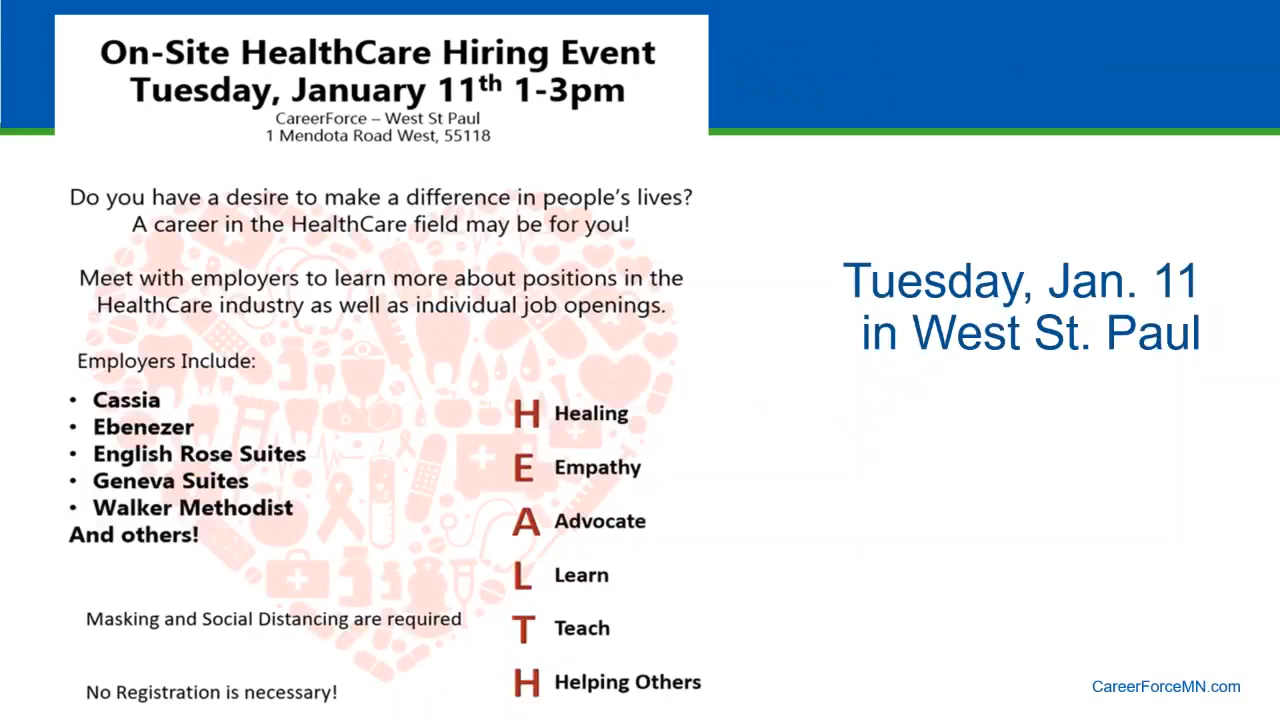 On-Site HealthCare Hiring Event
Tuesday, January 11th 1-3pm
CareerForce – West St Paul
1 Mendota Road West, 55118
Do you have a desire to make a difference in people's lives?
A career in the HealthCare field may be for you!
Meet with employers to learn more about positions in the
HealthCare industry as well as individual job openings.
Employers Include:
• Cassia
• Ebenezer
• English Rose Suites
• Geneva Suites
• Walker Methodist
And others!
Masking and Social Distancing are required
No Registration is necessary!
H Healing
E Empathy
A Advocate
L Learn
T Teach
H Helping Others
Tuesday, Jan. 11
in West St. Paul
CareerForceMN.com